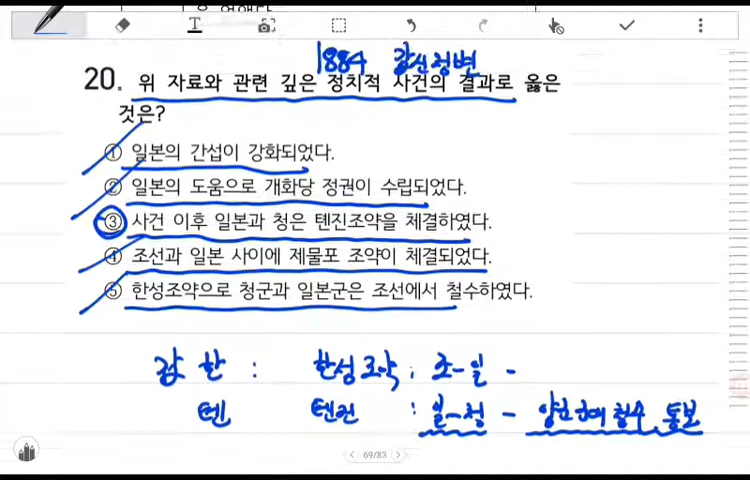 1884 갑신정변
20. 위 자료와 관련 깊은 정치적 사건의 결과로 옳은
것은?
① 일본의 간섭이 강화되었다.
② 일본의 도움으로 개화당 정권이 수립되었다.
③ 사건 이후 일본과 청은 톈진조약을 체결하였다.
④ 조선과 일본 사이에 제물포 조약이 체결되었다.
⑤ 한성조약으로 청군과 일본군은 조선에서 철수하였다.
갑 한 : 한성조약 : 조-일 -
톈 톈진 : 일-청 - 양국 군대 철수, 통보
69/83